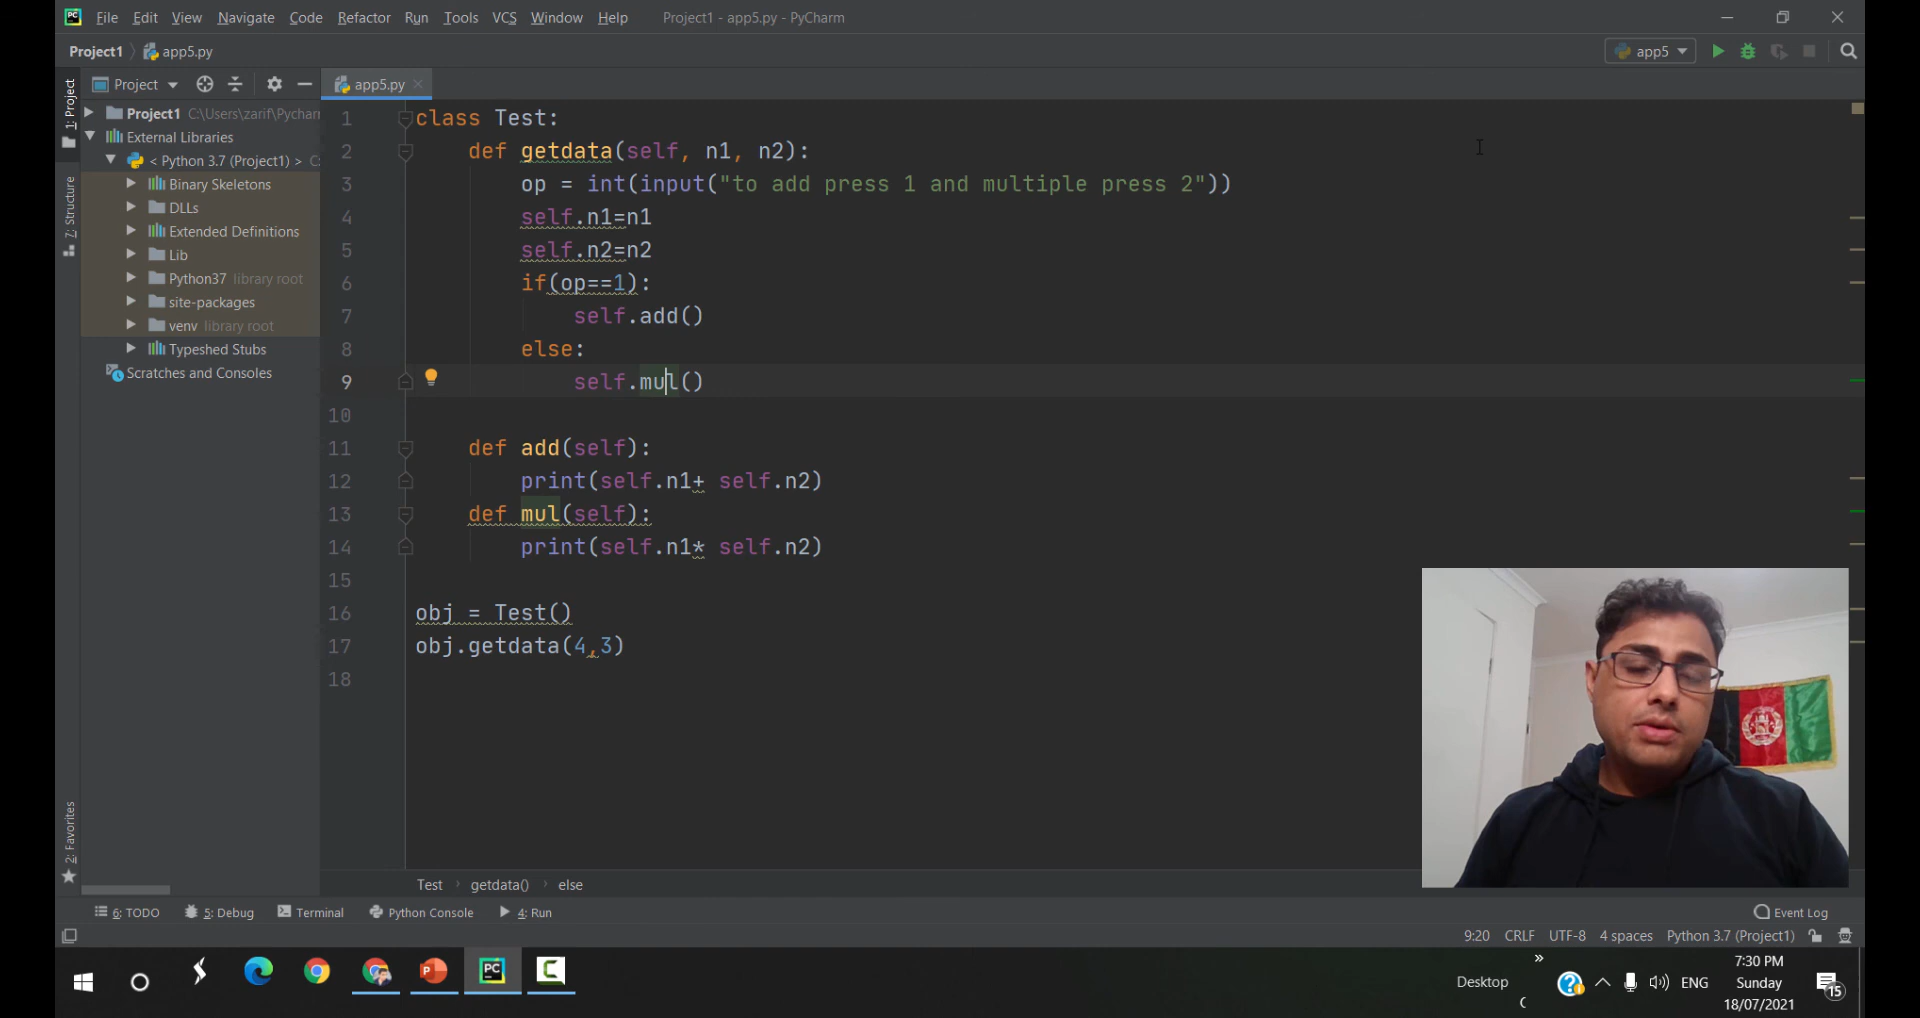 File Edit View Navigate Code Refactor Run Tools VCS Window Help Project1 - app5.py - PyCharm
Project1 app5.py app5
Project app5.py
1: Project
7: Structure
2: Favorites
Project1 C:\Users\zarif\Pycharm
External Libraries
< Python 3.7 (Project1) > C:
Binary Skeletons
DLLs
Extended Definitions
Lib
Python37 library root
site-packages
venv library root
Typeshed Stubs
Scratches and Consoles
1 class Test:
2 def getdata(self, n1, n2):
3 op = int(input("to add press 1 and multiple press 2"))
4 self.n1=n1
5 self.n2=n2
6 if(op==1):
7 self.add()
8 else:
9 self.mul()
10
11 def add(self):
12 print(self.n1+ self.n2)
13 def mul(self):
14 print(self.n1* self.n2)
15
16 obj = Test()
17 obj.getdata(4,3)
18
Test getdata() else
6: TODO 5: Debug Terminal Python Console 4: Run Event Log
9:20 CRLF UTF-8 4 spaces Python 3.7 (Project1)
Desktop ENG
7:30 PM
Sunday
18/07/2021
15